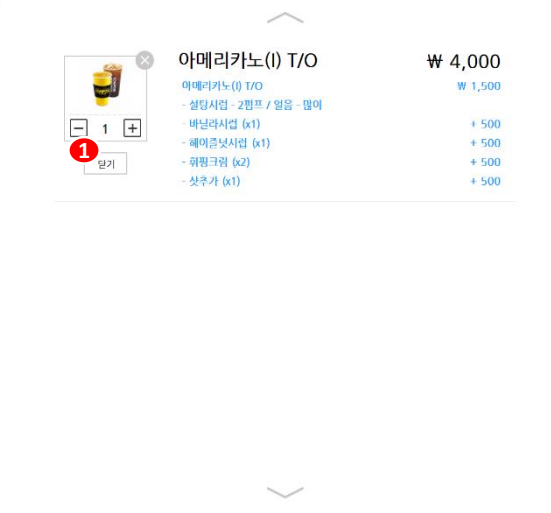 아메리카노(I) T/O ₩ 4,000
아메리카노(I) T/O ₩ 1,500
- 설탕시럽 - 2펌프 / 얼음 - 많이
- 바닐라시럽 (x1) + 500
- 헤이즐넛시럽 (x1) + 500
- 휘핑크림 (x2) + 500
- 샷추가 (x1) + 500
− 1 +
1
닫기